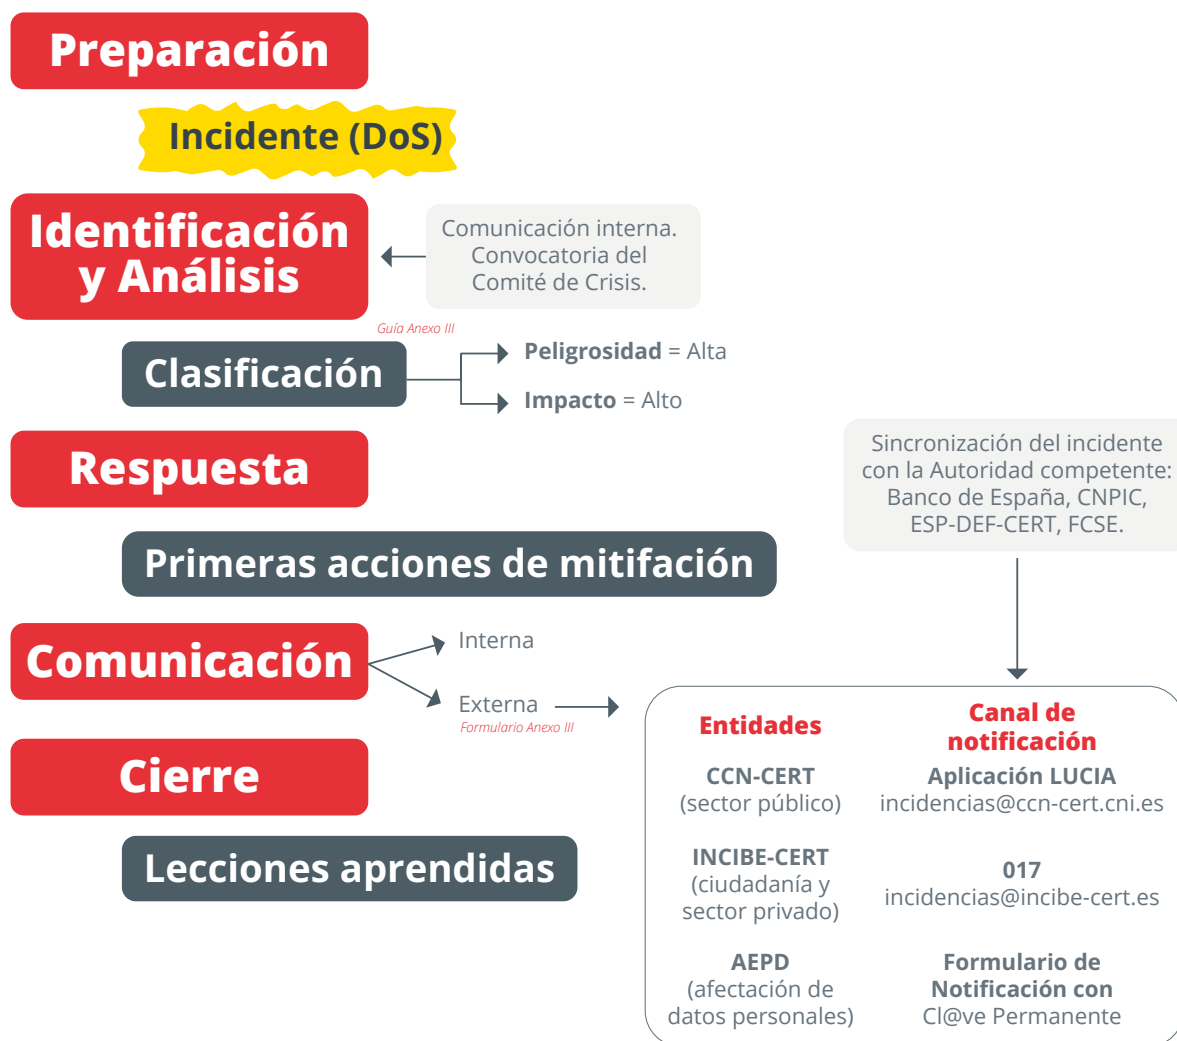 Preparación
Incidente (DoS)
Identificación
y Análisis
Comunicación interna.
Convocatoria del
Comité de Crisis.
Guía Anexo III
Clasificación
Peligrosidad = Alta
Impacto = Alto
Respuesta
Sincronización del incidente
con la Autoridad competente:
Banco de España, CNPIC,
ESP-DEF-CERT, FCSE.
Primeras acciones de mitifación
Comunicación
Interna
Externa
Formulario Anexo III
Cierre
Lecciones aprendidas
Entidades
Canal de
notificación
CCN-CERT
(sector público)
Aplicación LUCIA
incidencias@ccn-cert.cni.es
INCIBE-CERT
(ciudadanía y
sector privado)
017
incidencias@incibe-cert.es
AEPD
(afectación de
datos personales)
Formulario de
Notificación con
Cl@ve Permanente